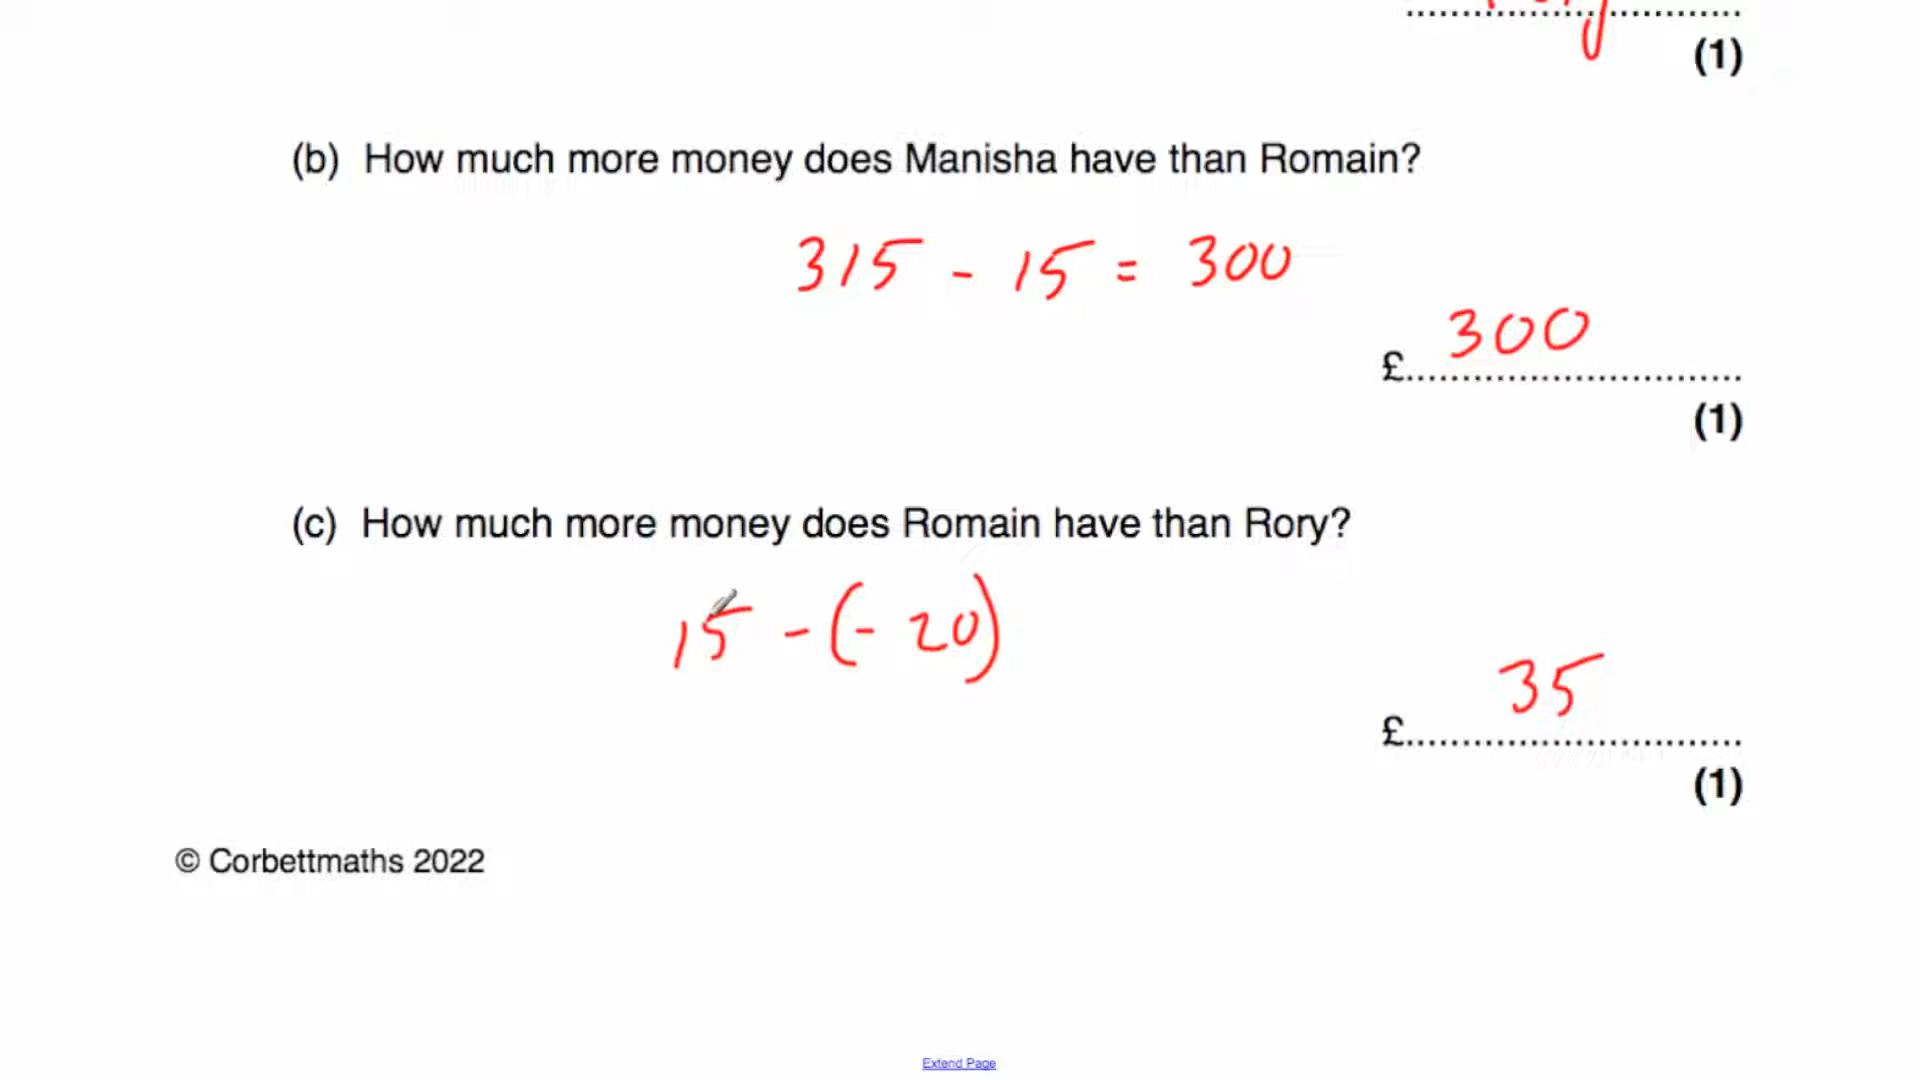 (1)
(b) How much more money does Manisha have than Romain?
315 - 15 = 300
300
£..............................
(1)
(c) How much more money does Romain have than Rory?
15 - (- 20)
35
£..............................
(1)
© Corbettmaths 2022
Extend Page